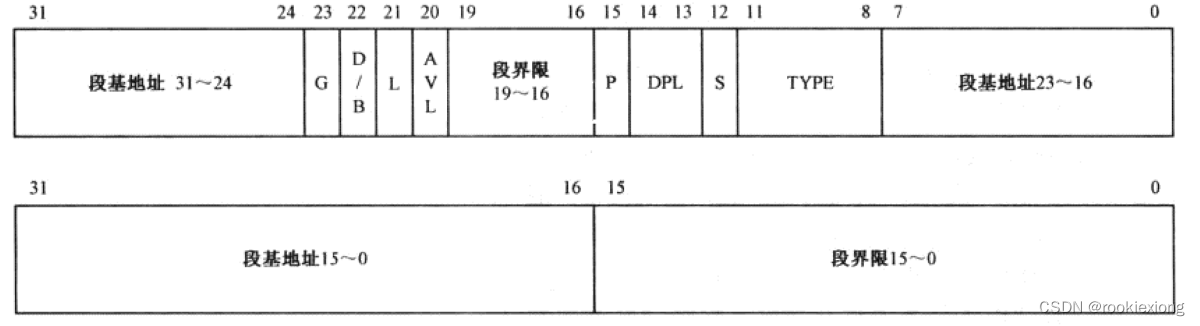 31 24 23 22 21 20 19 16 15 14 13 12 11 8 7 0
段基地址 31～24
G
D
/
B
L
A
V
L
段界限
19～16
P
DPL
S
TYPE
段基地址23～16
31 16 15 0
段基地址15～0
段界限15～0
CSDN @rookiexiong